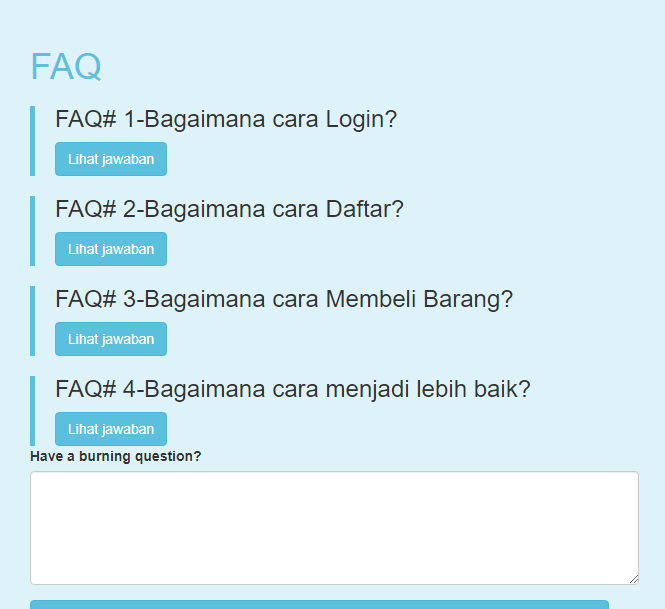 FAQ
FAQ# 1-Bagaimana cara Login?
Lihat jawaban
FAQ# 2-Bagaimana cara Daftar?
Lihat jawaban
FAQ# 3-Bagaimana cara Membeli Barang?
Lihat jawaban
FAQ# 4-Bagaimana cara menjadi lebih baik?
Lihat jawaban
Have a burning question?